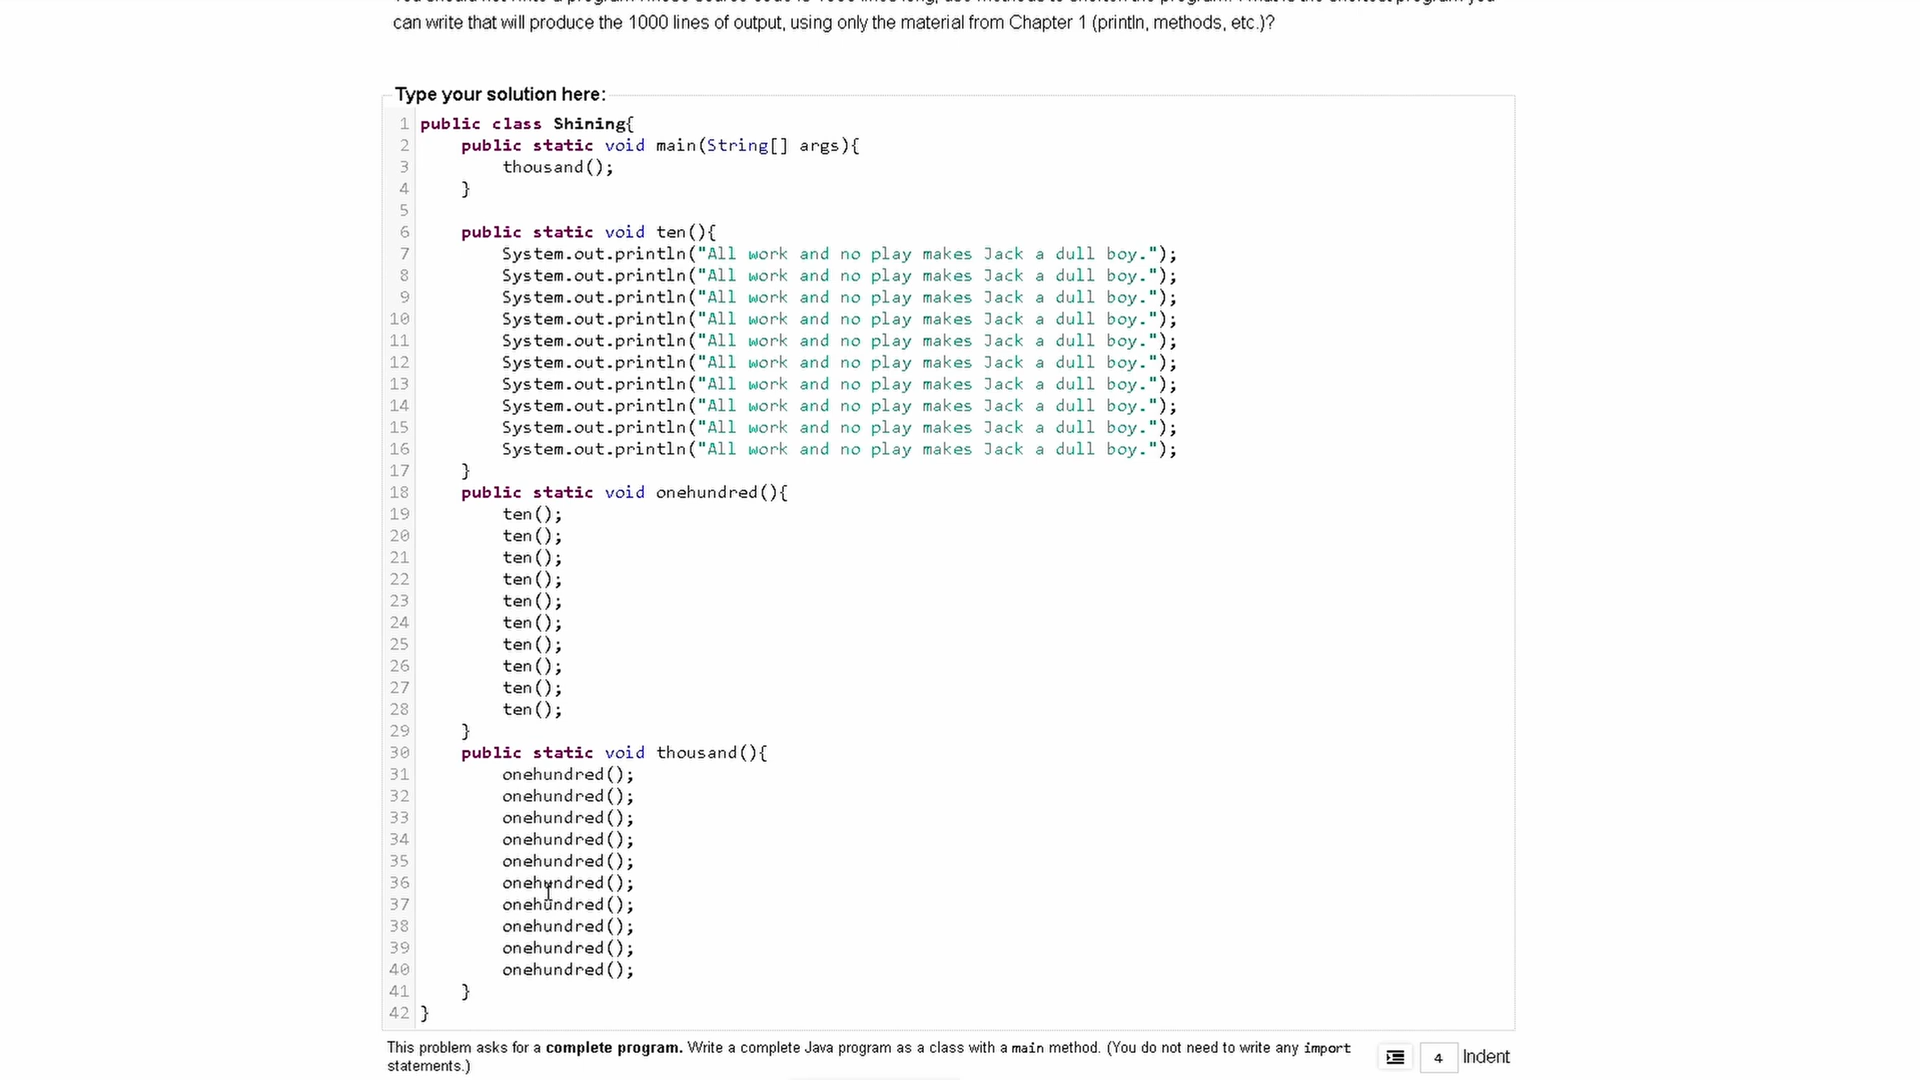 can write that will produce the 1000 lines of output, using only the material from Chapter 1 (println, methods, etc.)?
Type your solution here:
1 public class Shining{
2 public static void main(String[] args){
3 thousand();
4 }
5
6 public static void ten(){
7 System.out.println("All work and no play makes Jack a dull boy.");
8 System.out.println("All work and no play makes Jack a dull boy.");
9 System.out.println("All work and no play makes Jack a dull boy.");
10 System.out.println("All work and no play makes Jack a dull boy.");
11 System.out.println("All work and no play makes Jack a dull boy.");
12 System.out.println("All work and no play makes Jack a dull boy.");
13 System.out.println("All work and no play makes Jack a dull boy.");
14 System.out.println("All work and no play makes Jack a dull boy.");
15 System.out.println("All work and no play makes Jack a dull boy.");
16 System.out.println("All work and no play makes Jack a dull boy.");
17 }
18 public static void onehundred(){
19 ten();
20 ten();
21 ten();
22 ten();
23 ten();
24 ten();
25 ten();
26 ten();
27 ten();
28 ten();
29 }
30 public static void thousand(){
31 onehundred();
32 onehundred();
33 onehundred();
34 onehundred();
35 onehundred();
36 onehundred();
37 onehundred();
38 onehundred();
39 onehundred();
40 onehundred();
41 }
42 }
This problem asks for a complete program. Write a complete Java program as a class with a main method. (You do not need to write any import
statements.)
4 Indent